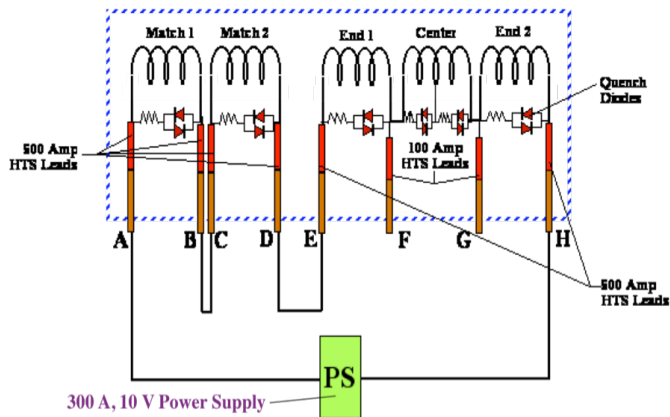 Match 1
Match 2
End 1
Center
End 2
Quench
Diodes
500 Amp
HTS Leads
100 Amp
HTS Leads
A
B
C
D
E
F
G
H
500 Amp
HTS Leads
PS
300 A, 10 V Power Supply